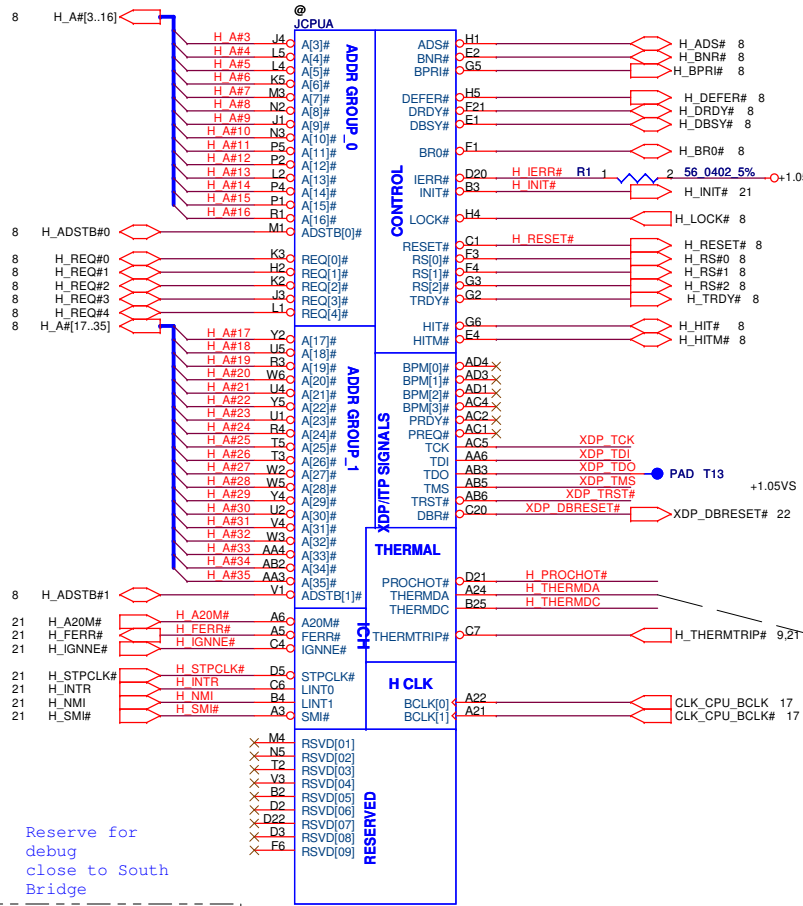 @
JCPUA
8 H_A#[3..16]
H_A#3 J4 A[3]# ADS# H1 H_ADS# 8
H_A#4 L5 A[4]# BNR# E2 H_BNR# 8
H_A#5 L4 A[5]# BPRI# G5 H_BPRI# 8
H_A#6 K5 A[6]#
H_A#7 M3 A[7]# DEFER# H5 H_DEFER# 8
H_A#8 N2 A[8]# DRDY# F21 H_DRDY# 8
H_A#9 J1 A[9]# DBSY# E1 H_DBSY# 8
H_A#10 N3 A[10]#
H_A#11 P5 A[11]# BR0# F1 H_BR0# 8
H_A#12 P2 A[12]#
H_A#13 L2 A[13]# IERR# D20 H_IERR# R1 1 2 56_0402_5% +1.05
H_A#14 P4 A[14]# INIT# B3 H_INIT# H_INIT# 21
H_A#15 P1 A[15]#
H_A#16 R1 A[16]# LOCK# H4 H_LOCK# 8
8 H_ADSTB#0 M1 ADSTB[0]#
RESET# C1 H_RESET# H_RESET# 8
8 H_REQ#0 K3 REQ[0]# RS[0]# F3 H_RS#0 8
8 H_REQ#1 H2 REQ[1]# RS[1]# F4 H_RS#1 8
8 H_REQ#2 K2 REQ[2]# RS[2]# G3 H_RS#2 8
8 H_REQ#3 J3 REQ[3]# TRDY# G2 H_TRDY# 8
8 H_REQ#4 L1 REQ[4]#
8 H_A#[17..35] HIT# G6 H_HIT# 8
H_A#17 Y2 A[17]# HITM# E4 H_HITM# 8
H_A#18 U5 A[18]#
H_A#19 R3 A[19]# BPM[0]# AD4
H_A#20 W6 A[20]# BPM[1]# AD3
H_A#21 U4 A[21]# BPM[2]# AD1
H_A#22 Y5 A[22]# BPM[3]# AC4
H_A#23 U1 A[23]# PRDY# AC2
H_A#24 R4 A[24]# PREQ# AC1
H_A#25 T5 A[25]# TCK AC5 XDP_TCK
H_A#26 T3 A[26]# TDI AA6 XDP_TDI
H_A#27 W2 A[27]# TDO AB3 XDP_TDO PAD T13
H_A#28 W5 A[28]# TMS AB5 XDP_TMS +1.05VS
H_A#29 Y4 A[29]# TRST# AB6 XDP_TRST#
H_A#30 U2 A[30]# DBR# C20 XDP_DBRESET# XDP_DBRESET# 22
H_A#31 V4 A[31]#
H_A#32 W3 A[32]#
H_A#33 AA4 A[33]#
H_A#34 AB2 A[34]#
H_A#35 AA3 A[35]# PROCHOT# D21 H_PROCHOT#
8 H_ADSTB#1 V1 ADSTB[1]# THERMDA A24 H_THERMDA
THERMDC B25 H_THERMDC
21 H_A20M# H_A20M# A6 A20M#
21 H_FERR# H_FERR# A5 FERR# THERMTRIP# C7 H_THERMTRIP# 9,21
21 H_IGNNE# H_IGNNE# C4 IGNNE#
21 H_STPCLK# H_STPCLK# D5 STPCLK#
21 H_INTR H_INTR C6 LINT0
21 H_NMI H_NMI B4 LINT1 BCLK[0] A22 CLK_CPU_BCLK 17
21 H_SMI# H_SMI# A3 SMI# BCLK[1] A21 CLK_CPU_BCLK# 17
M4 RSVD[01]
N5 RSVD[02]
T2 RSVD[03]
V3 RSVD[04]
B2 RSVD[05]
D2 RSVD[06]
D22 RSVD[07]
D3 RSVD[08]
F6 RSVD[09]
ADDR GROUP_0
CONTROL
ADDR GROUP_1
XDP/ITP SIGNALS
THERMAL
ICH
H CLK
RESERVED
Reserve for
debug
close to South
Bridge